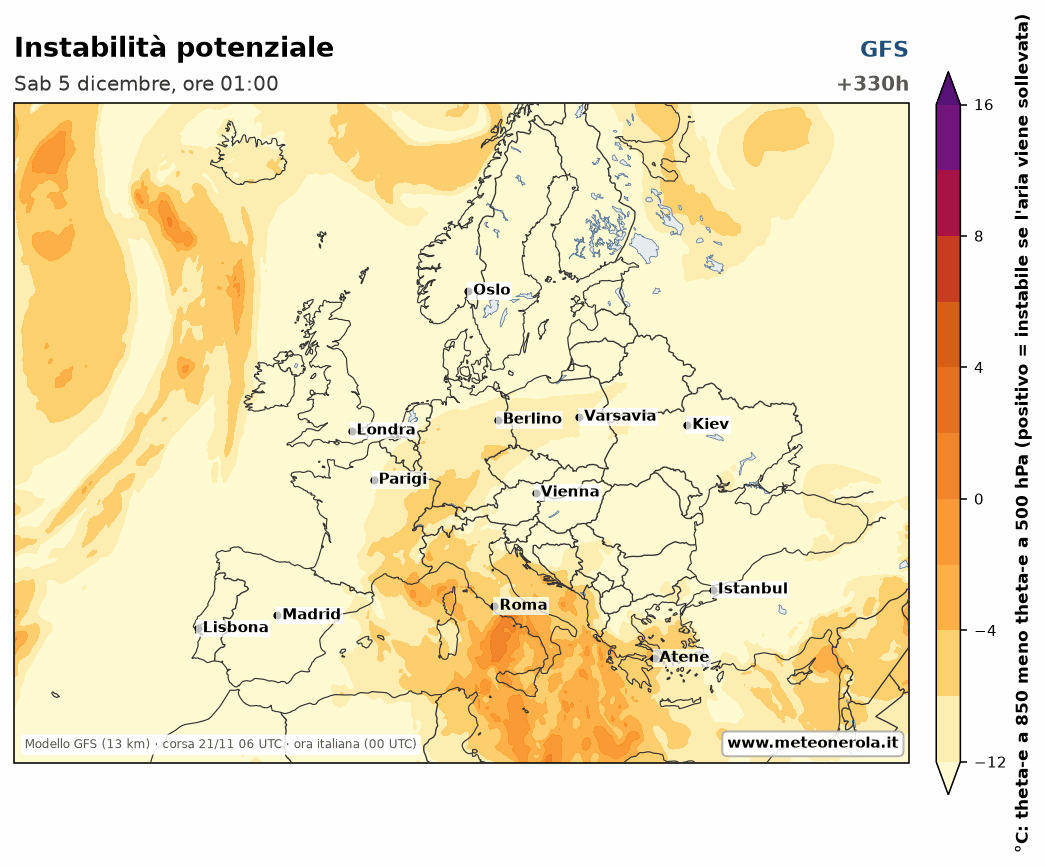 Instabilità potenziale
GFS
Sab 5 dicembre, ore 01:00
+330h
Oslo
Berlino
Varsavia
Kiev
Londra
Parigi
Vienna
Istanbul
Roma
Madrid
Lisbona
Atene
Modello GFS (13 km) · corsa 21/11 06 UTC · ora italiana (00 UTC)
www.meteonerola.it
16
8
4
0
−4
−12
°C: theta-e a 850 meno theta-e a 500 hPa (positivo = instabile se l'aria viene sollevata)